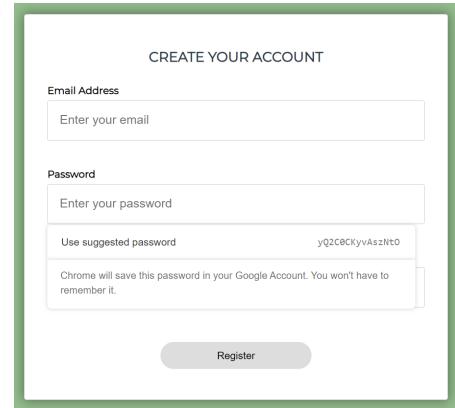 CREATE YOUR ACCOUNT
Email Address
Enter your email
Password
Enter your password
Use suggested password yQ2C0CKyvAszNtO
Chrome will save this password in your Google Account. You won't have to
remember it.
Register